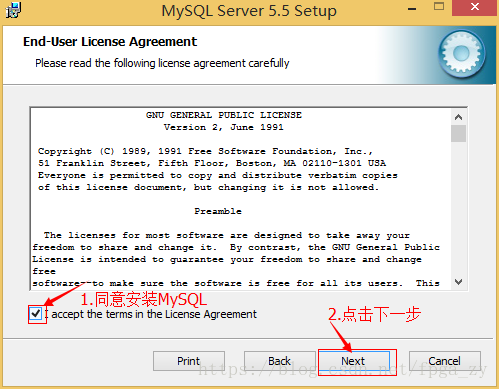 MySQL Server 5.5 Setup
End-User License Agreement
Please read the following license agreement carefully
GNU GENERAL PUBLIC LICENSE
Version 2, June 1991
Copyright (C) 1989, 1991 Free Software Foundation, Inc.,
51 Franklin Street, Fifth Floor, Boston, MA 02110-1301 USA
Everyone is permitted to copy and distribute verbatim copies
of this license document, but changing it is not allowed.
Preamble
The licenses for most software are designed to take away your
freedom to share and change it.  By contrast, the GNU General Public
License is intended to guarantee your freedom to share and change
free
software--to make sure the software is free for all its users.  This
1.同意安装MySQL
I accept the terms in the License Agreement
2.点击下一步
Print
Back
Next
Cancel
https://blog.csdn.net/fpga_zy